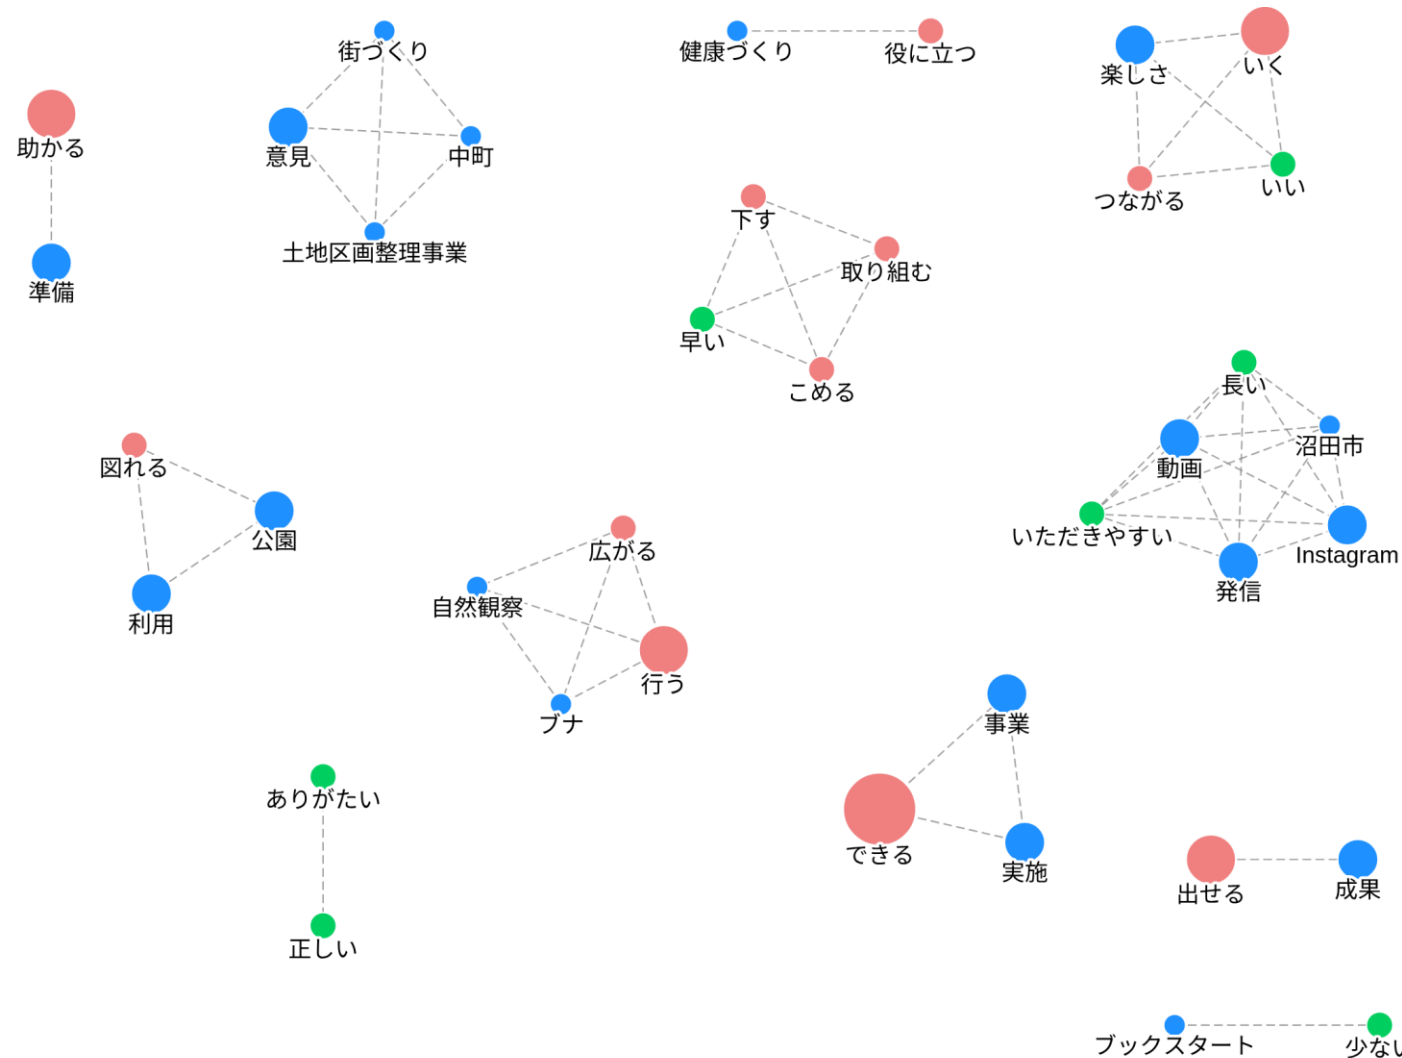 街づくり
健康づくり
役に立つ
楽しさ
いく
助かる
意見
中町
つながる
いい
下す
土地区画整理事業
取り組む
準備
早い
こめる
長い
沼田市
動画
図れる
いただきやすい
公園
広がる
Instagram
発信
自然観察
利用
行う
ブナ
事業
ありがたい
できる
実施
出せる
成果
正しい
ブックスタート
少ない